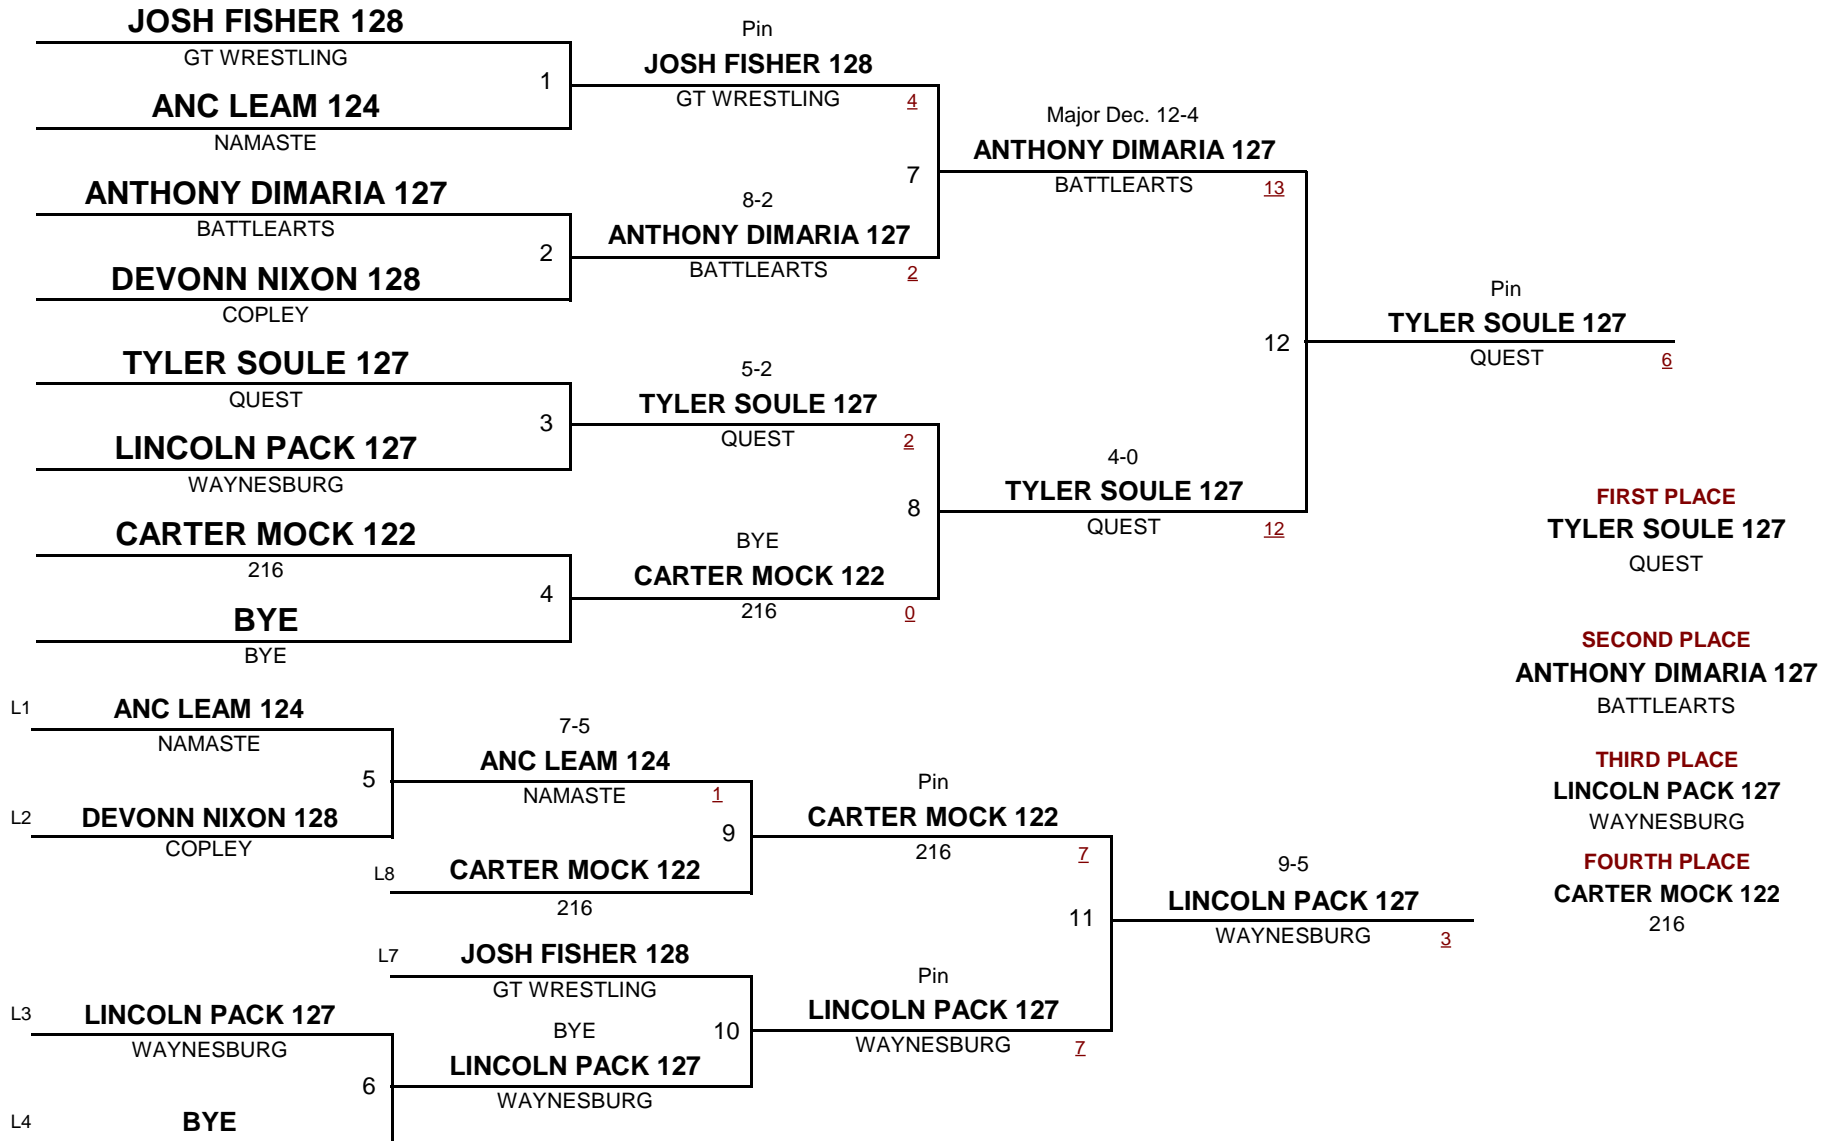 JOSH FISHER 128
GT WRESTLING
1
ANC LEAM 124
NAMASTE
ANTHONY DIMARIA 127
BATTLEARTS
2
DEVONN NIXON 128
COPLEY
TYLER SOULE 127
QUEST
3
LINCOLN PACK 127
WAYNESBURG
CARTER MOCK 122
216
4
BYE
BYE
Pin
JOSH FISHER 128
GT WRESTLING 4
7
8-2
ANTHONY DIMARIA 127
BATTLEARTS 2
5-2
TYLER SOULE 127
QUEST 2
8
BYE
CARTER MOCK 122
216 0
Major Dec. 12-4
ANTHONY DIMARIA 127
BATTLEARTS 13
12
4-0
TYLER SOULE 127
QUEST 12
Pin
TYLER SOULE 127
QUEST 6
FIRST PLACE
TYLER SOULE 127
QUEST
SECOND PLACE
ANTHONY DIMARIA 127
BATTLEARTS
THIRD PLACE
LINCOLN PACK 127
WAYNESBURG
FOURTH PLACE
CARTER MOCK 122
216
L1 ANC LEAM 124
NAMASTE
5
L2 DEVONN NIXON 128
COPLEY
7-5
ANC LEAM 124
NAMASTE 1
9
L8 CARTER MOCK 122
216
Pin
CARTER MOCK 122
216 7
11
9-5
LINCOLN PACK 127
WAYNESBURG 3
L7 JOSH FISHER 128
GT WRESTLING
L3 LINCOLN PACK 127
WAYNESBURG
6
L4 BYE
BYE
10
LINCOLN PACK 127
WAYNESBURG
Pin
LINCOLN PACK 127
WAYNESBURG 7